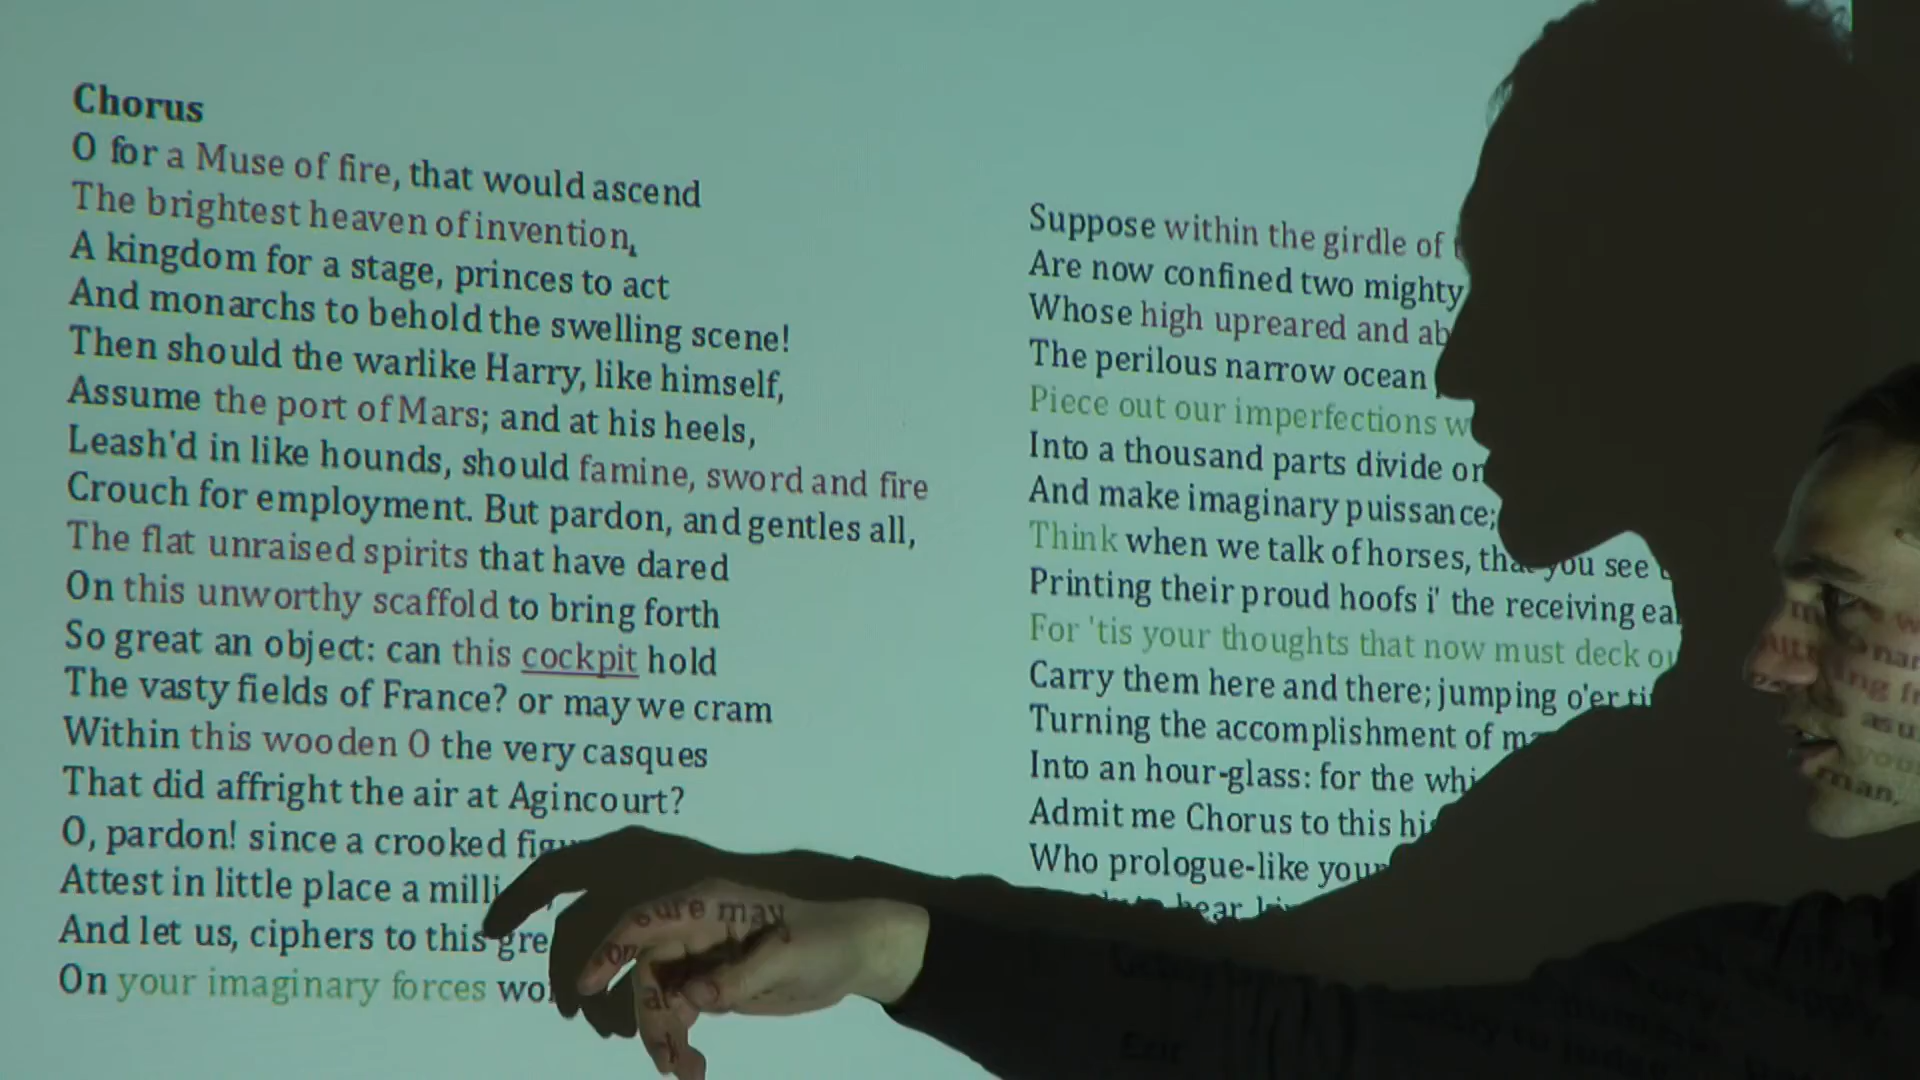 Chorus
O for a Muse of fire, that would ascend
The brightest heaven of invention,
A kingdom for a stage, princes to act
And monarchs to behold the swelling scene!
Then should the warlike Harry, like himself,
Assume the port of Mars; and at his heels,
Leash'd in like hounds, should famine, sword and fire
Crouch for employment. But pardon, and gentles all,
The flat unraised spirits that have dared
On this unworthy scaffold to bring forth
So great an object: can this cockpit hold
The vasty fields of France? or may we cram
Within this wooden O the very casques
That did affright the air at Agincourt?
O, pardon! since a crooked
Attest in little place a
And let us, ciphers to this
On your imaginary forces
Suppose within the girdle of
Are now confined two mighty
Whose high upreared and
The perilous narrow ocean
Piece out our imperfections
Into a thousand parts divide
And make imaginary puissance;
Think when we talk of horses, that you see
Printing their proud hoofs i' the receiving
For 'tis your thoughts that now must deck
Carry them here and there; jumping o'er
Turning the accomplishment of
Into an hour-glass: for the
Admit me Chorus to this
Who prologue-like
hear
may
man,